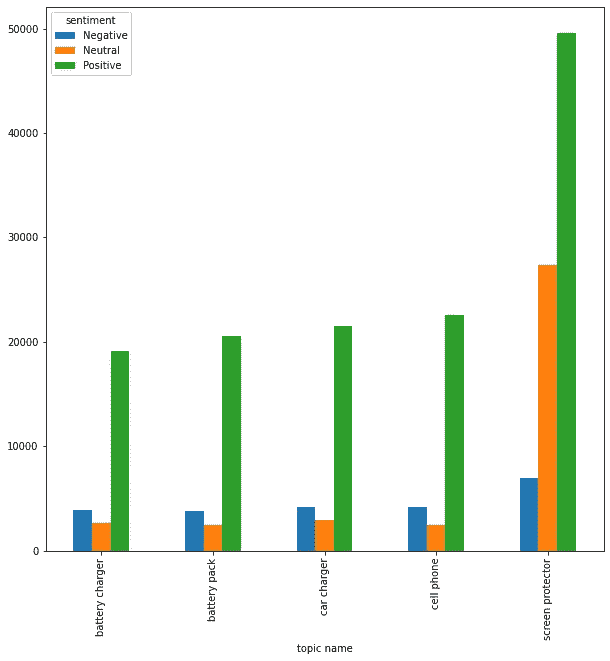 sentiment
Negative
Neutral
Positive
50000
40000
30000
20000
10000
0
battery charger
battery pack
car charger
cell phone
screen protector
topic name